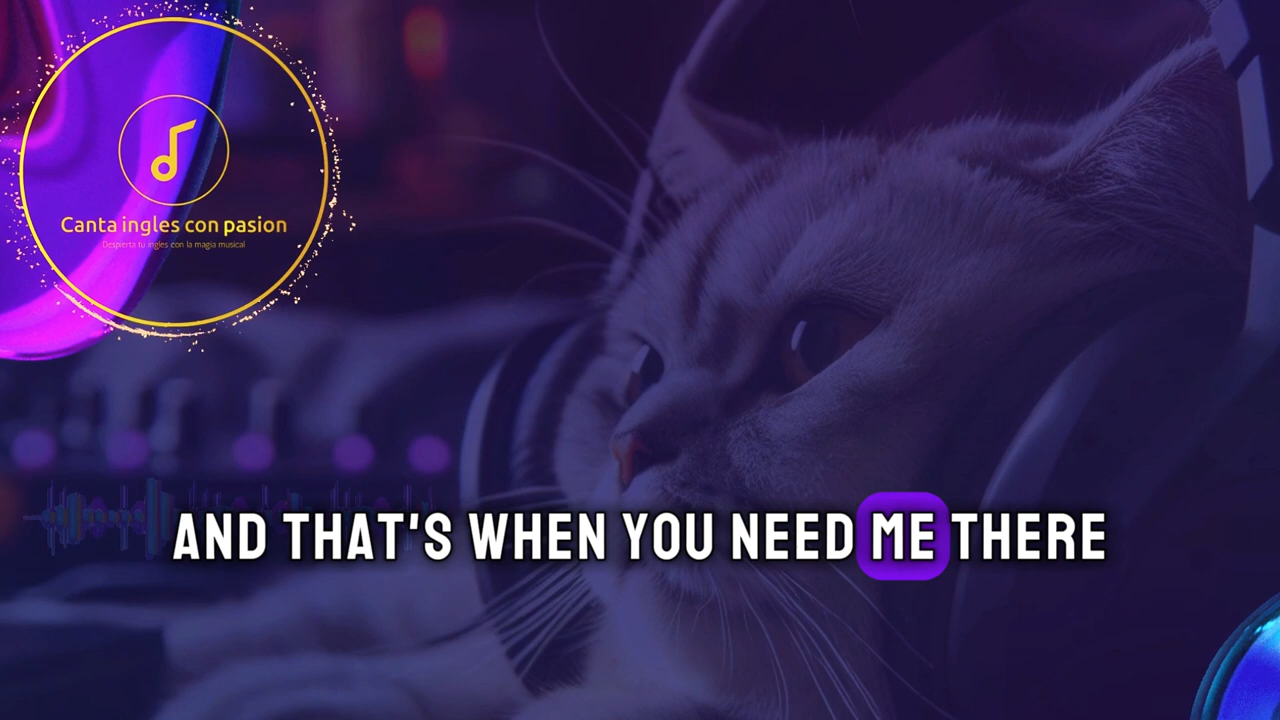 Canta ingles con pasion
Despierta tu ingles con la magia musical
AND THAT'S WHEN YOU NEED ME THERE